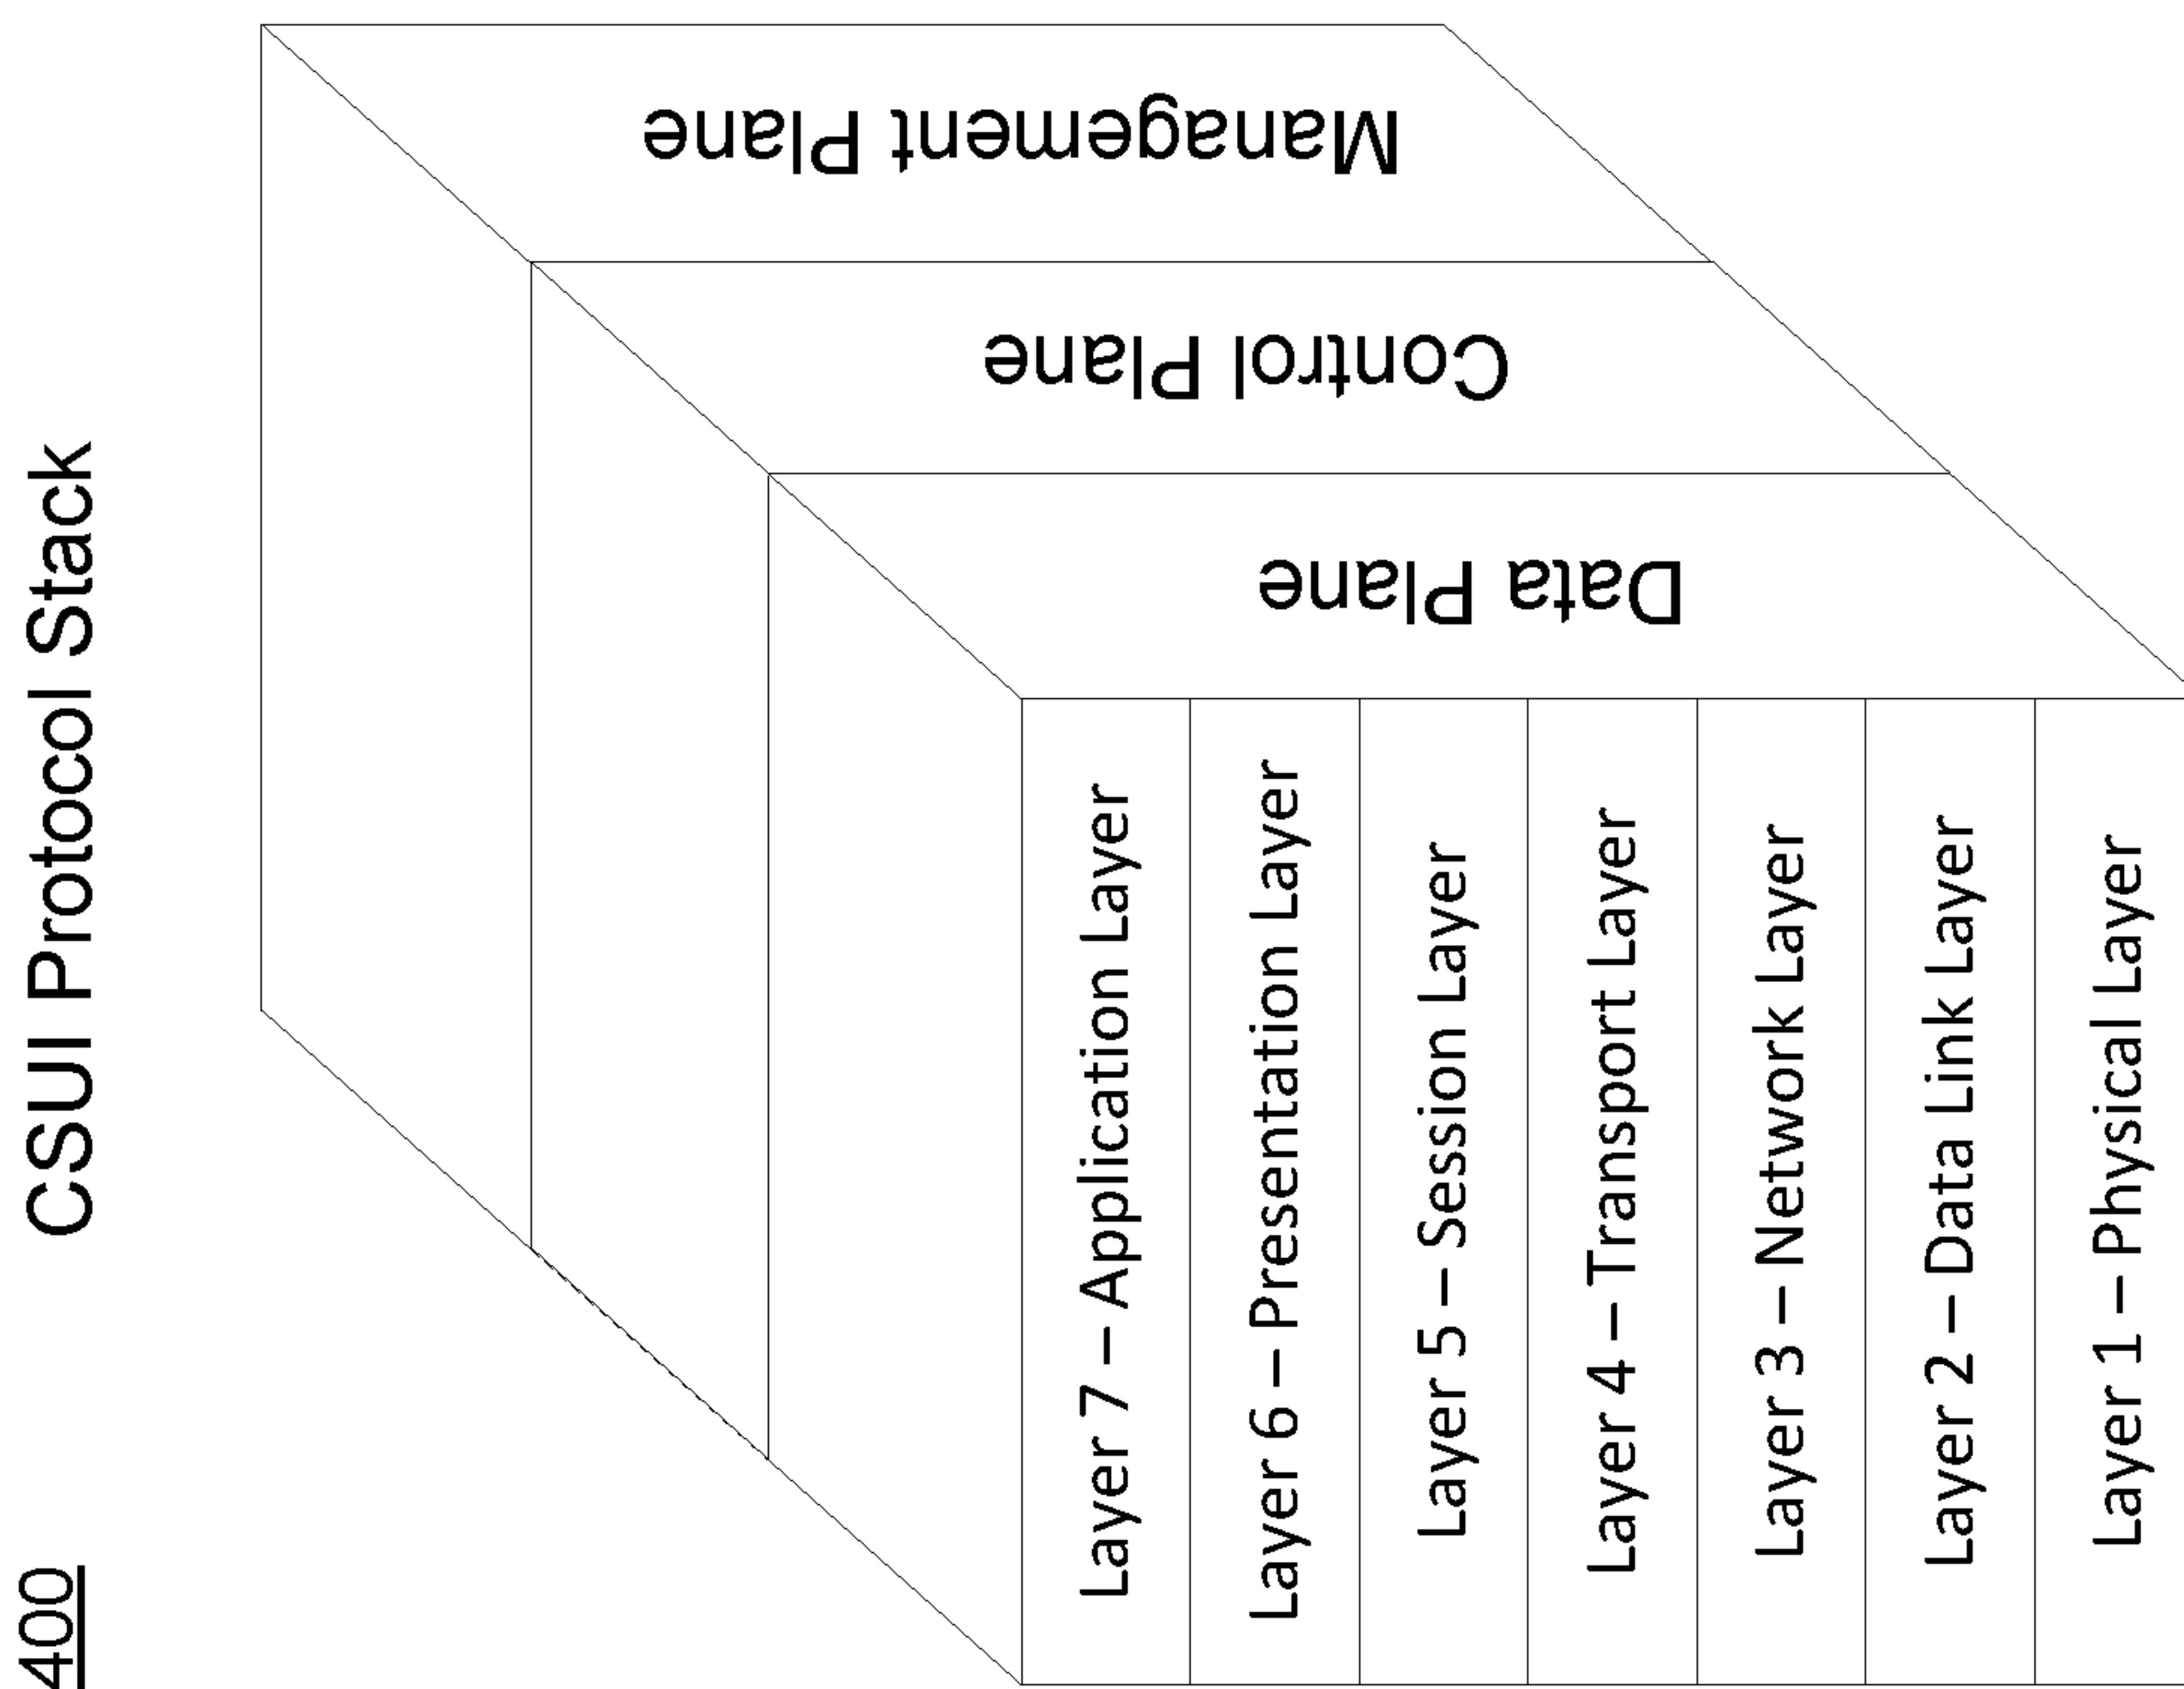 400
CSUI Protocol Stack
Management Plane
Control Plane
Data Plane
Layer 7 – Application Layer
Layer 6 – Presentation Layer
Layer 5 – Session Layer
Layer 4 – Transport Layer
Layer 3 – Network Layer
Layer 2 – Data Link Layer
Layer 1 – Physical Layer